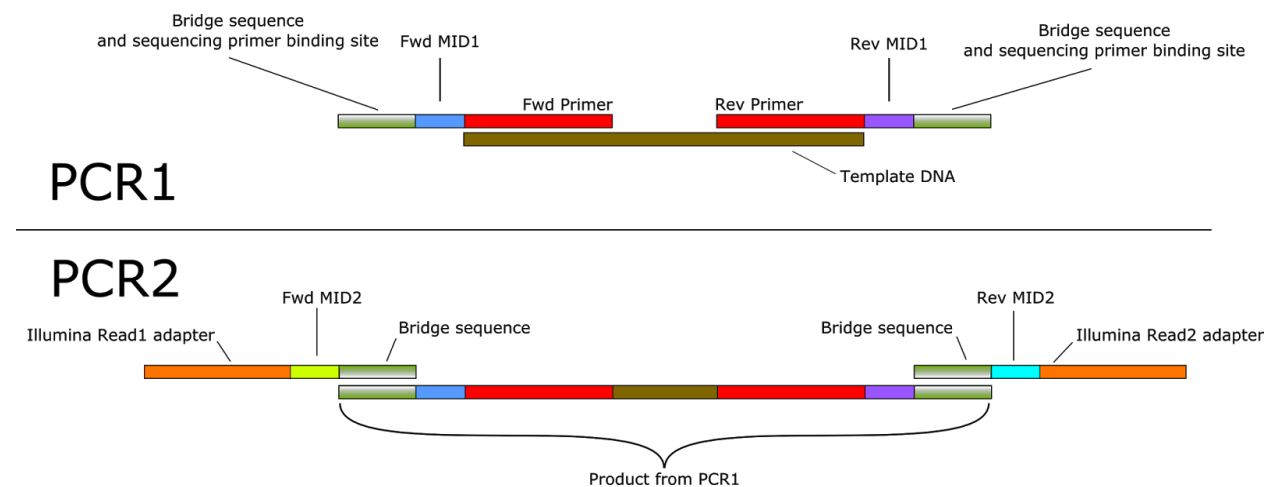 Bridge sequence
and sequencing primer binding site
Fwd MID1
Rev MID1
Bridge sequence
and sequencing primer binding site
Fwd Primer
Rev Primer
Template DNA
PCR1
PCR2
Fwd MID2
Rev MID2
Illumina Read1 adapter
Bridge sequence
Bridge sequence
Illumina Read2 adapter
Product from PCR1